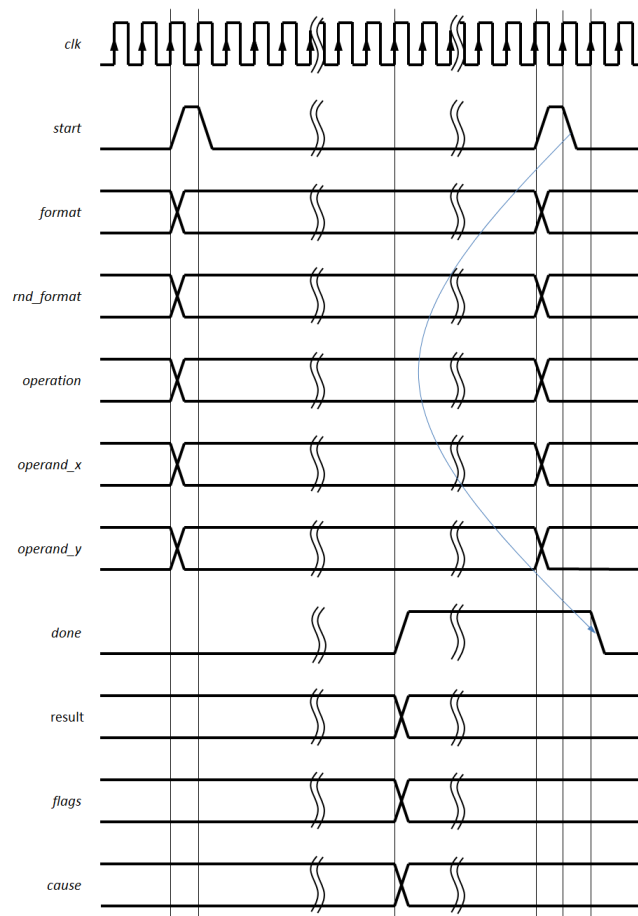 clk
start
format
rnd_format
operation
operand_x
operand_y
done
result
flags
cause